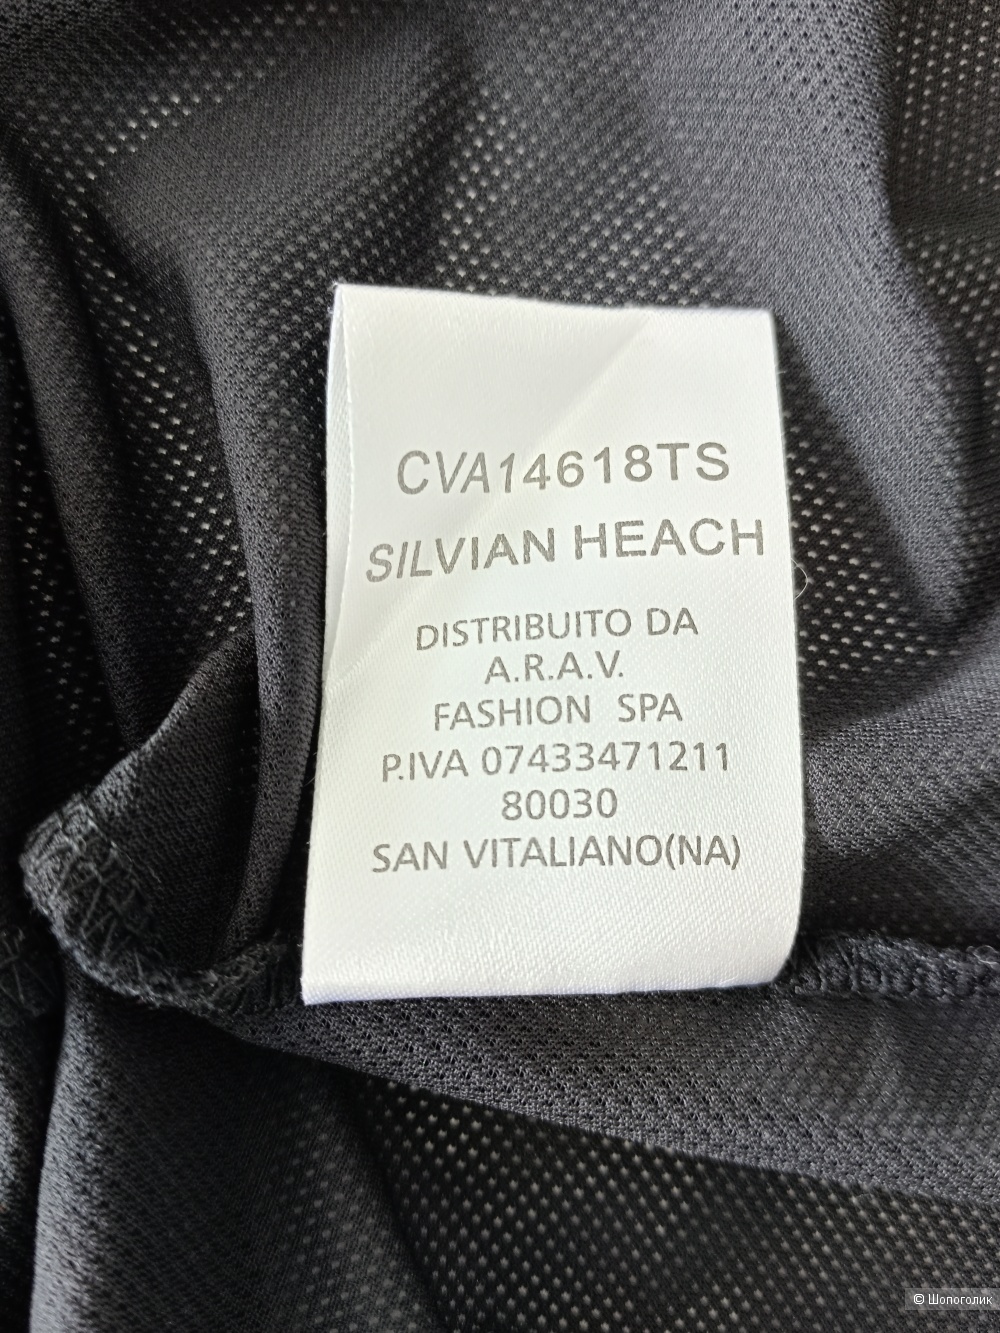 CVA14618TS
SILVIAN HEACH
DISTRIBUITO DA
A.R.A.V.
FASHION SPA
P.IVA 07433471211
80030
SAN VITALIANO(NA)
© Шопоголик